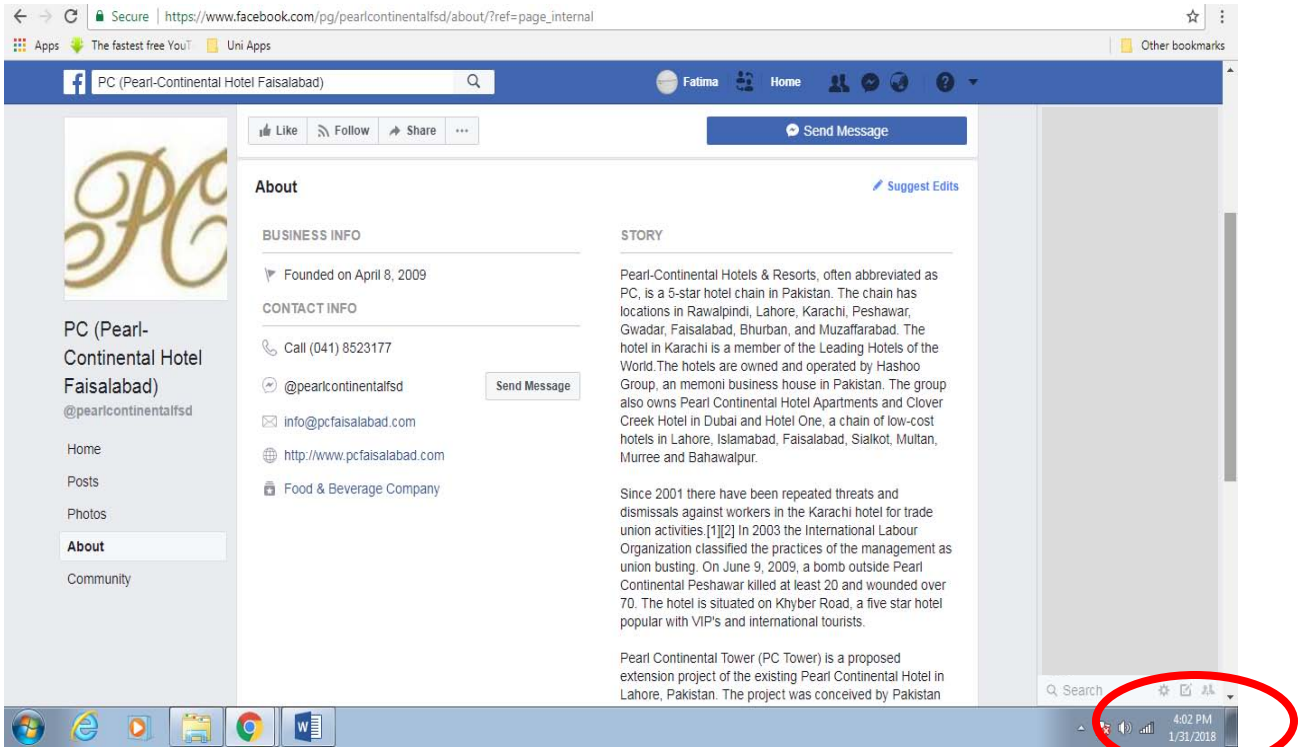 Secure | https://www.facebook.com/pg/pearlcontinentalfsd/about/?ref=page_internal
Apps The fastest free YouT Uni Apps Other bookmarks
f PC (Pearl-Continental Hotel Faisalabad) Fatima Home
PC
Like Follow Share ... Send Message
About Suggest Edits
PC (Pearl-
Continental Hotel
Faisalabad)
@pearlcontinentalfsd
Home
Posts
Photos
About
Community
BUSINESS INFO
Founded on April 8, 2009
CONTACT INFO
Call (041) 8523177
@pearlcontinentalfsd Send Message
info@pcfaisalabad.com
http://www.pcfaisalabad.com
Food & Beverage Company
STORY
Pearl-Continental Hotels & Resorts, often abbreviated as
PC, is a 5-star hotel chain in Pakistan. The chain has
locations in Rawalpindi, Lahore, Karachi, Peshawar,
Gwadar, Faisalabad, Bhurban, and Muzaffarabad. The
hotel in Karachi is a member of the Leading Hotels of the
World.The hotels are owned and operated by Hashoo
Group, an memoni business house in Pakistan. The group
also owns Pearl Continental Hotel Apartments and Clover
Creek Hotel in Dubai and Hotel One, a chain of low-cost
hotels in Lahore, Islamabad, Faisalabad, Sialkot, Multan,
Murree and Bahawalpur.
Since 2001 there have been repeated threats and
dismissals against workers in the Karachi hotel for trade
union activities.[1][2] In 2003 the International Labour
Organization classified the practices of the management as
union busting. On June 9, 2009, a bomb outside Pearl
Continental Peshawar killed at least 20 and wounded over
70. The hotel is situated on Khyber Road, a five star hotel
popular with VIP's and international tourists.
Pearl Continental Tower (PC Tower) is a proposed
extension project of the existing Pearl Continental Hotel in
Lahore, Pakistan. The project was conceived by Pakistan
Search
W
4:02 PM
1/31/2018